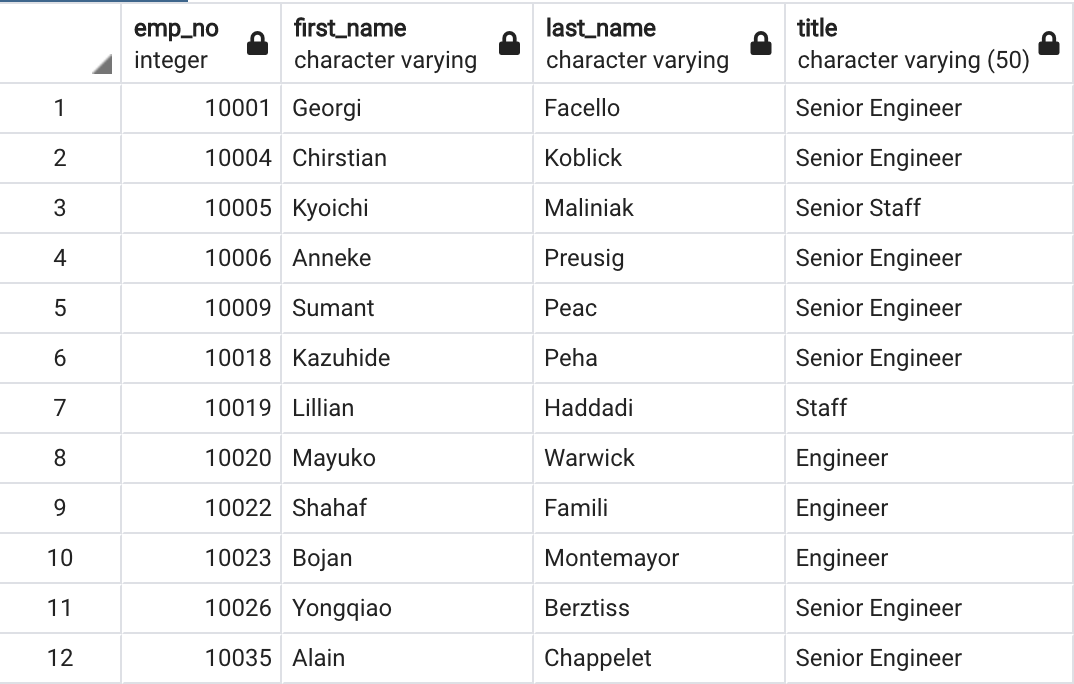 emp_no first_name last_name title
integer character varying character varying character varying (50)
1 10001 Georgi Facello Senior Engineer
2 10004 Chirstian Koblick Senior Engineer
3 10005 Kyoichi Maliniak Senior Staff
4 10006 Anneke Preusig Senior Engineer
5 10009 Sumant Peac Senior Engineer
6 10018 Kazuhide Peha Senior Engineer
7 10019 Lillian Haddadi Staff
8 10020 Mayuko Warwick Engineer
9 10022 Shahaf Famili Engineer
10 10023 Bojan Montemayor Engineer
11 10026 Yongqiao Berztiss Senior Engineer
12 10035 Alain Chappelet Senior Engineer